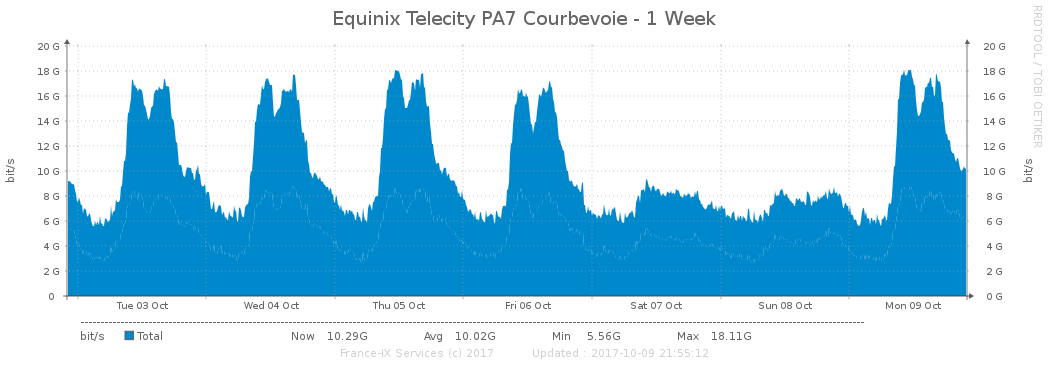 Equinix Telecity PA7 Courbevoie - 1 Week
RRDTOOL / TOBI OETIKER
20 G 20 G
18 G 18 G
16 G 16 G
14 G 14 G
12 G 12 G
10 G 10 G
8 G 8 G
6 G 6 G
4 G 4 G
2 G 2 G
0 0 G
bit/s bit/s
Tue 03 Oct Wed 04 Oct Thu 05 Oct Fri 06 Oct Sat 07 Oct Sun 08 Oct Mon 09 Oct
bit/s Total Now 10.29G Avg 10.02G Min 5.56G Max 18.11G
France-IX Services (c) 2017 Updated : 2017-10-09 21:55:12